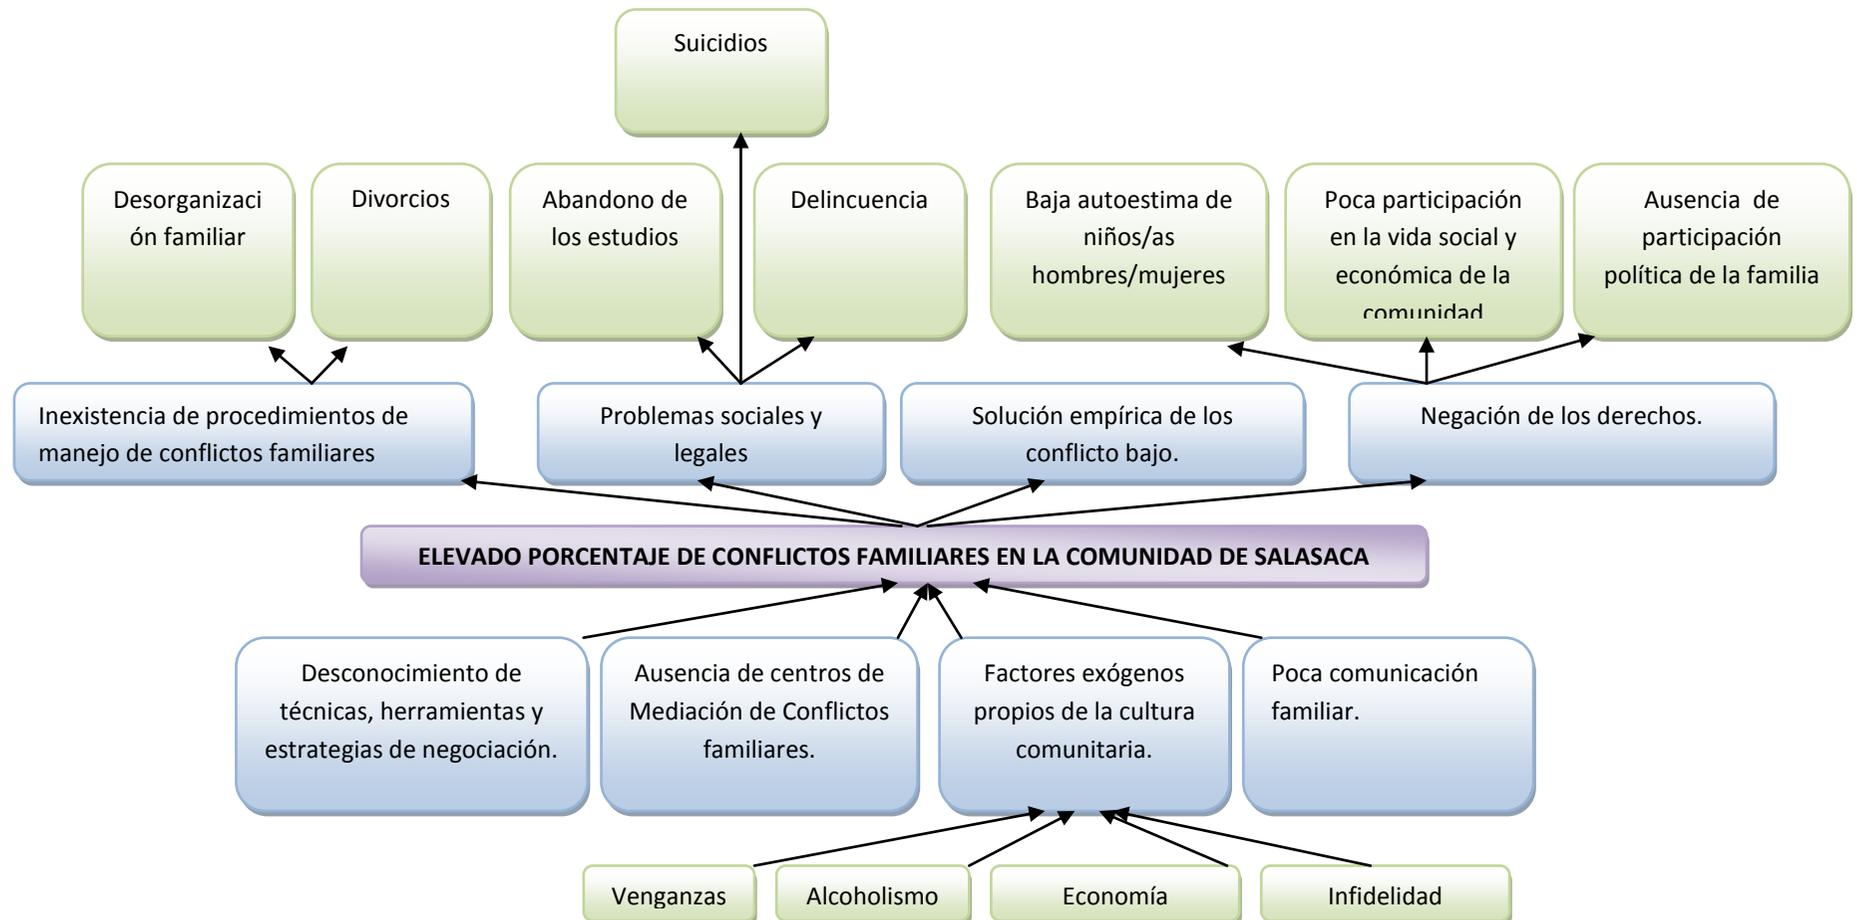 Suicidios
Desorganizaci
ón familiar
Divorcios
Abandono de
los estudios
Delincuencia
Baja autoestima de
niños/as
hombres/mujeres
Poca participación
en la vida social y
económica de la
comunidad
Ausencia  de
participación
política de la familia
Inexistencia de procedimientos de
manejo de conflictos familiares
Problemas sociales y
legales
Solución empírica de los
conflicto bajo.
Negación de los derechos.
ELEVADO PORCENTAJE DE CONFLICTOS FAMILIARES EN LA COMUNIDAD DE SALASACA
Desconocimiento de
técnicas, herramientas y
estrategias de negociación.
Ausencia de centros de
Mediación de Conflictos
familiares.
Factores exógenos
propios de la cultura
comunitaria.
Poca comunicación
familiar.
Venganzas
Alcoholismo
Economía
Infidelidad